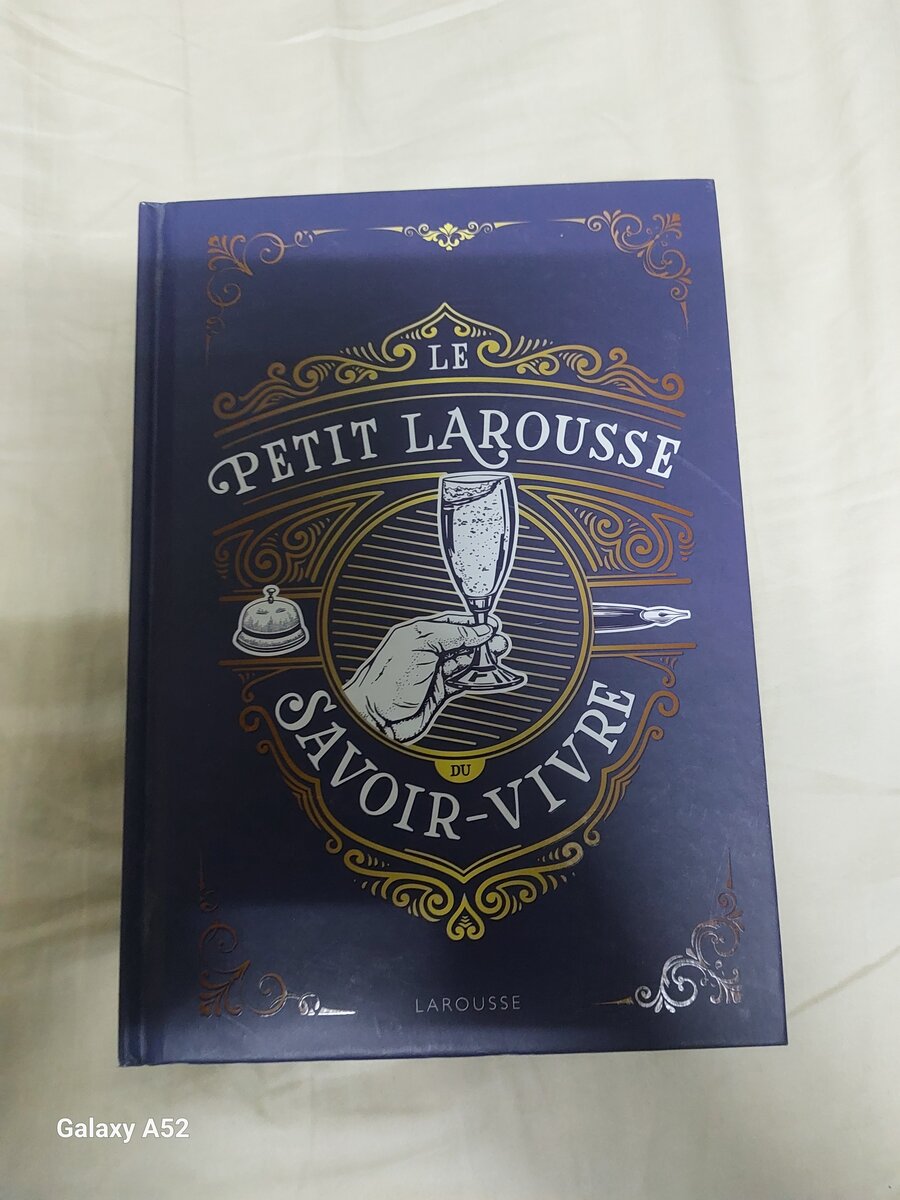 LE
PETIT LAROUSSE
DU
SAVOIR-VIVRE
LAROUSSE
Galaxy A52